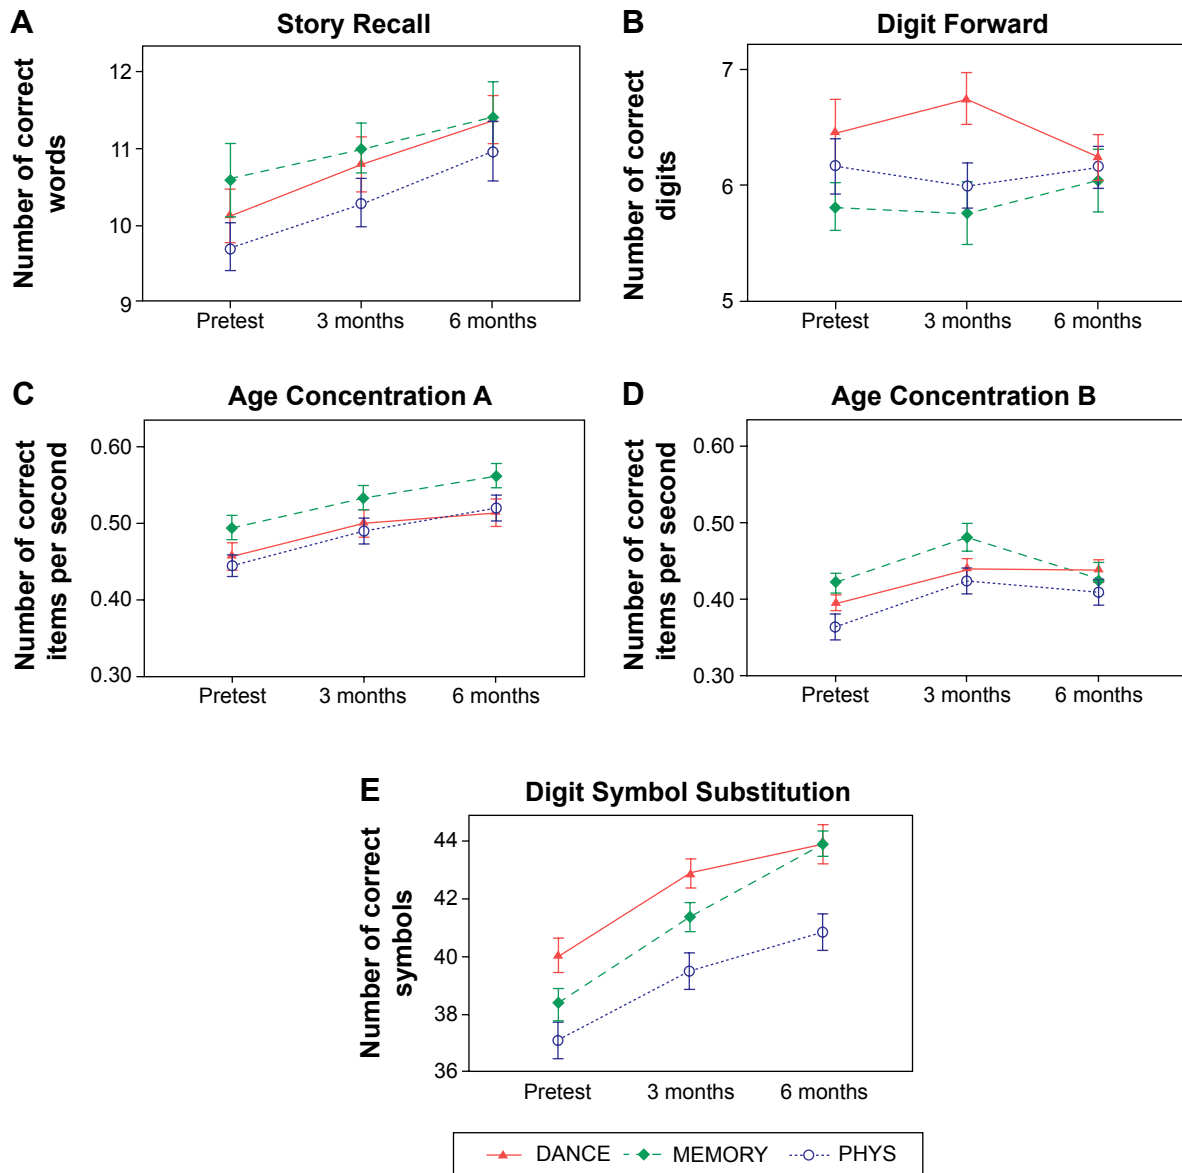 A
Story Recall
Number of correct
words
12
11
10
9
Pretest
3 months
6 months
B
Digit Forward
Number of correct
digits
7
6
5
Pretest
3 months
6 months
C
Age Concentration A
Number of correct
items per second
0.60
0.50
0.40
0.30
Pretest
3 months
6 months
D
Age Concentration B
Number of correct
items per second
0.60
0.50
0.40
0.30
Pretest
3 months
6 months
E
Digit Symbol Substitution
Number of correct
symbols
44
42
40
38
36
Pretest
3 months
6 months
DANCE
MEMORY
PHYS